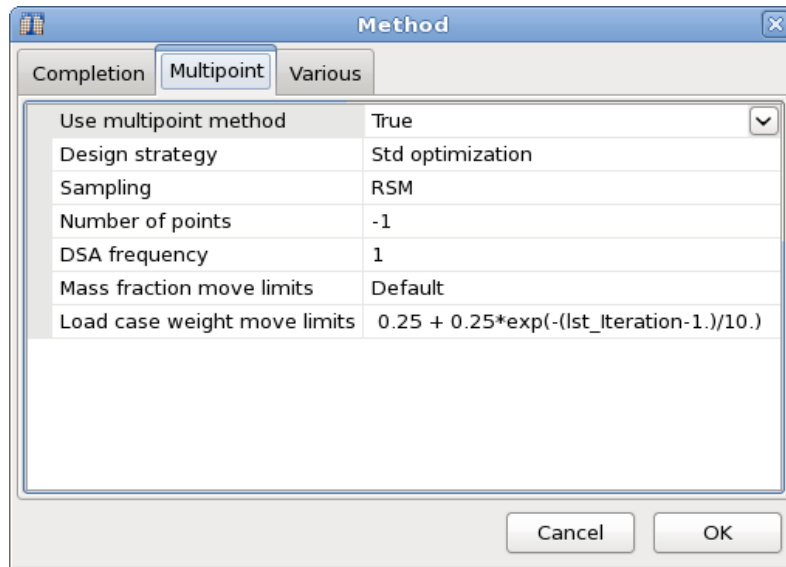 Method
Completion Multipoint Various
Use multipoint method True
Design strategy Std optimization
Sampling RSM
Number of points -1
DSA frequency 1
Mass fraction move limits Default
Load case weight move limits 0.25 + 0.25*exp(-(lst_Iteration-1.)/10.)
Cancel OK